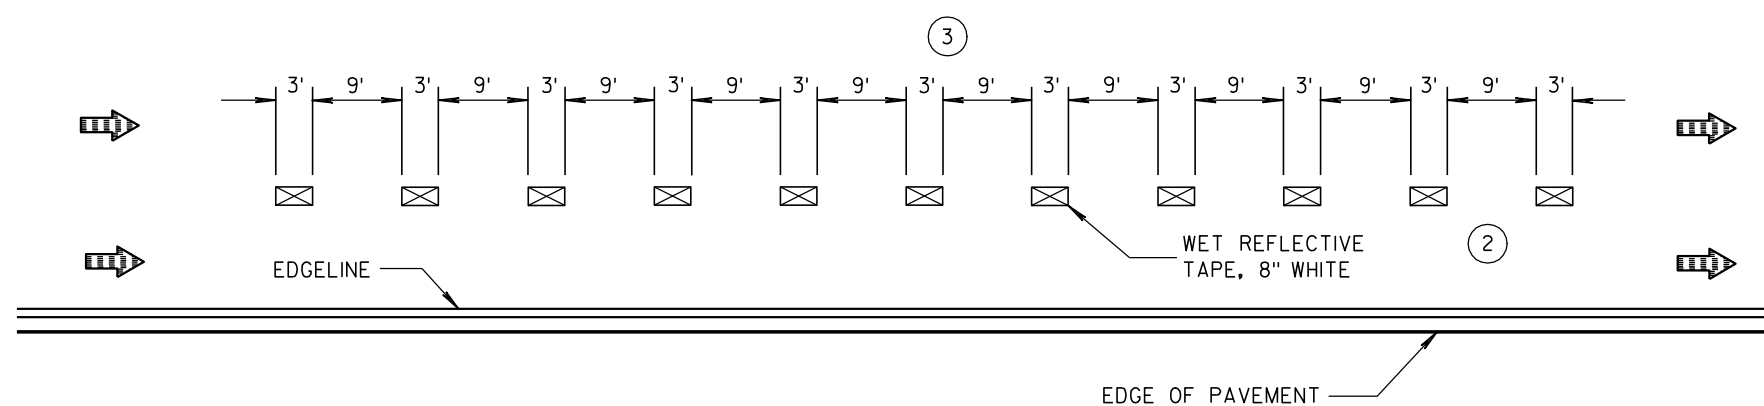 3
3' 9' 3' 9' 3' 9' 3' 9' 3' 9' 3' 9' 3' 9' 3' 9' 3' 9' 3' 9' 3'
WET REFLECTIVE
TAPE, 8" WHITE
2
EDGELINE
EDGE OF PAVEMENT